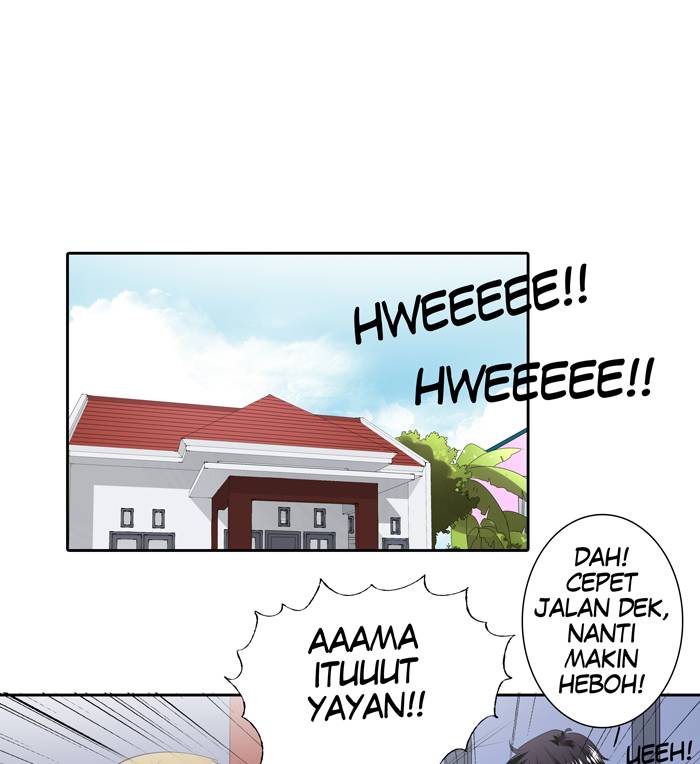 HWEEEEE!!
HWEEEEE!!
DAH!
CEPET
JALAN DEK,
NANTI
MAKIN
HEBOH!
AAAMA
ITUUUT
YAYAN!!
UEEH!